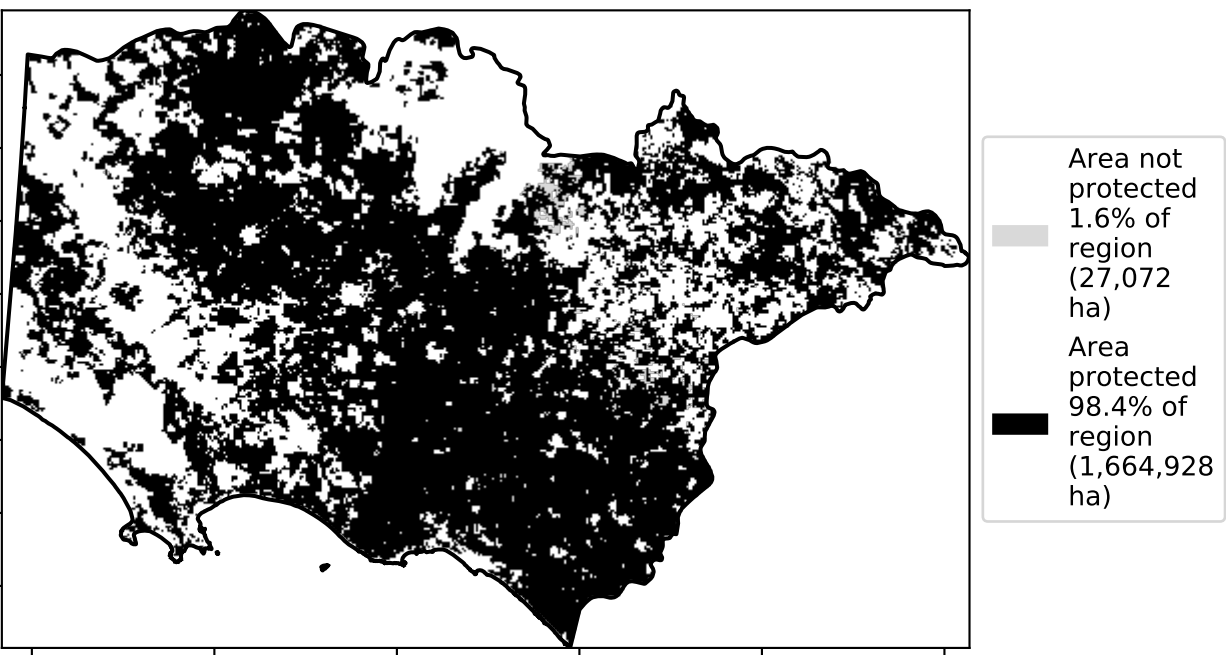 Area not
protected
1.6% of
region
(27,072
ha)
Area
protected
98.4% of
region
(1,664,928
ha)